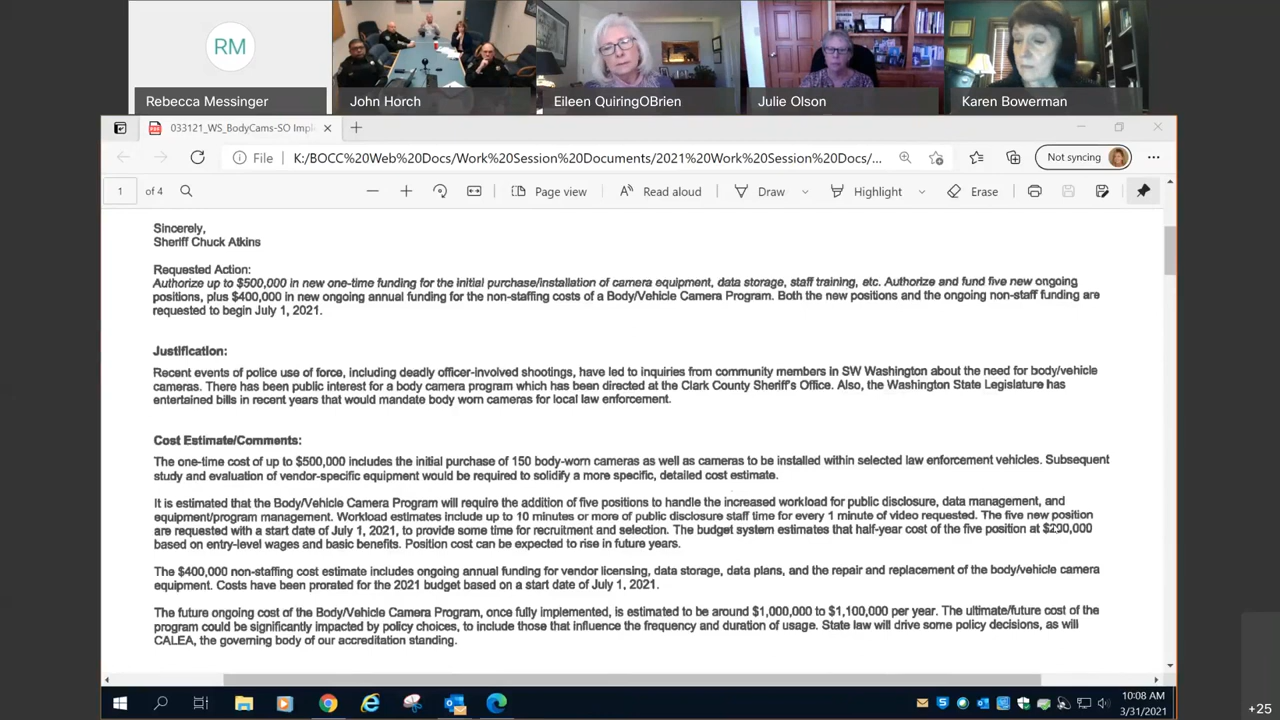 RM
Rebecca Messinger
John Horch
Eileen QuiringOBrien
Julie Olson
Karen Bowerman
033121_WS_BodyCams-SO Impl
File K:/BOCC%20Web%20Docs/Work%20Session%20Documents/2021%20Work%20Session%20Docs/... Not syncing
1 of 4 Page view Read aloud Draw Highlight Erase
Sincerely,
Sheriff Chuck Atkins
Requested Action:
Authorize up to $500,000 in new one-time funding for the initial purchase/installation of camera equipment, data storage, staff training, etc. Authorize and fund five new ongoing
positions, plus $400,000 in new ongoing annual funding for the non-staffing costs of a Body/Vehicle Camera Program. Both the new positions and the ongoing non-staff funding are
requested to begin July 1, 2021.
Justification:
Recent events of police use of force, including deadly officer-involved shootings, have led to inquiries from community members in SW Washington about the need for body/vehicle
cameras. There has been public interest for a body camera program which has been directed at the Clark County Sheriff's Office. Also, the Washington State Legislature has
entertained bills in recent years that would mandate body worn cameras for local law enforcement.
Cost Estimate/Comments:
The one-time cost of up to $500,000 includes the initial purchase of 150 body-worn cameras as well as cameras to be installed within selected law enforcement vehicles. Subsequent
study and evaluation of vendor-specific equipment would be required to solidify a more specific, detailed cost estimate.
It is estimated that the Body/Vehicle Camera Program will require the addition of five positions to handle the increased workload for public disclosure, data management, and
equipment/program management. Workload estimates include up to 10 minutes or more of public disclosure staff time for every 1 minute of video requested. The five new position
are requested with a start date of July 1, 2021, to provide some time for recruitment and selection. The budget system estimates that half-year cost of the five position at $200,000
based on entry-level wages and basic benefits. Position cost can be expected to rise in future years.
The $400,000 non-staffing cost estimate includes ongoing annual funding for vendor licensing, data storage, data plans, and the repair and replacement of the body/vehicle camera
equipment. Costs have been prorated for the 2021 budget based on a start date of July 1, 2021.
The future ongoing cost of the Body/Vehicle Camera Program, once fully implemented, is estimated to be around $1,000,000 to $1,100,000 per year. The ultimate/future cost of the
program could be significantly impacted by policy choices, to include those that influence the frequency and duration of usage. State law will drive some policy decisions, as will
CALEA, the governing body of our accreditation standing.
10:08 AM
3/31/2021
+25